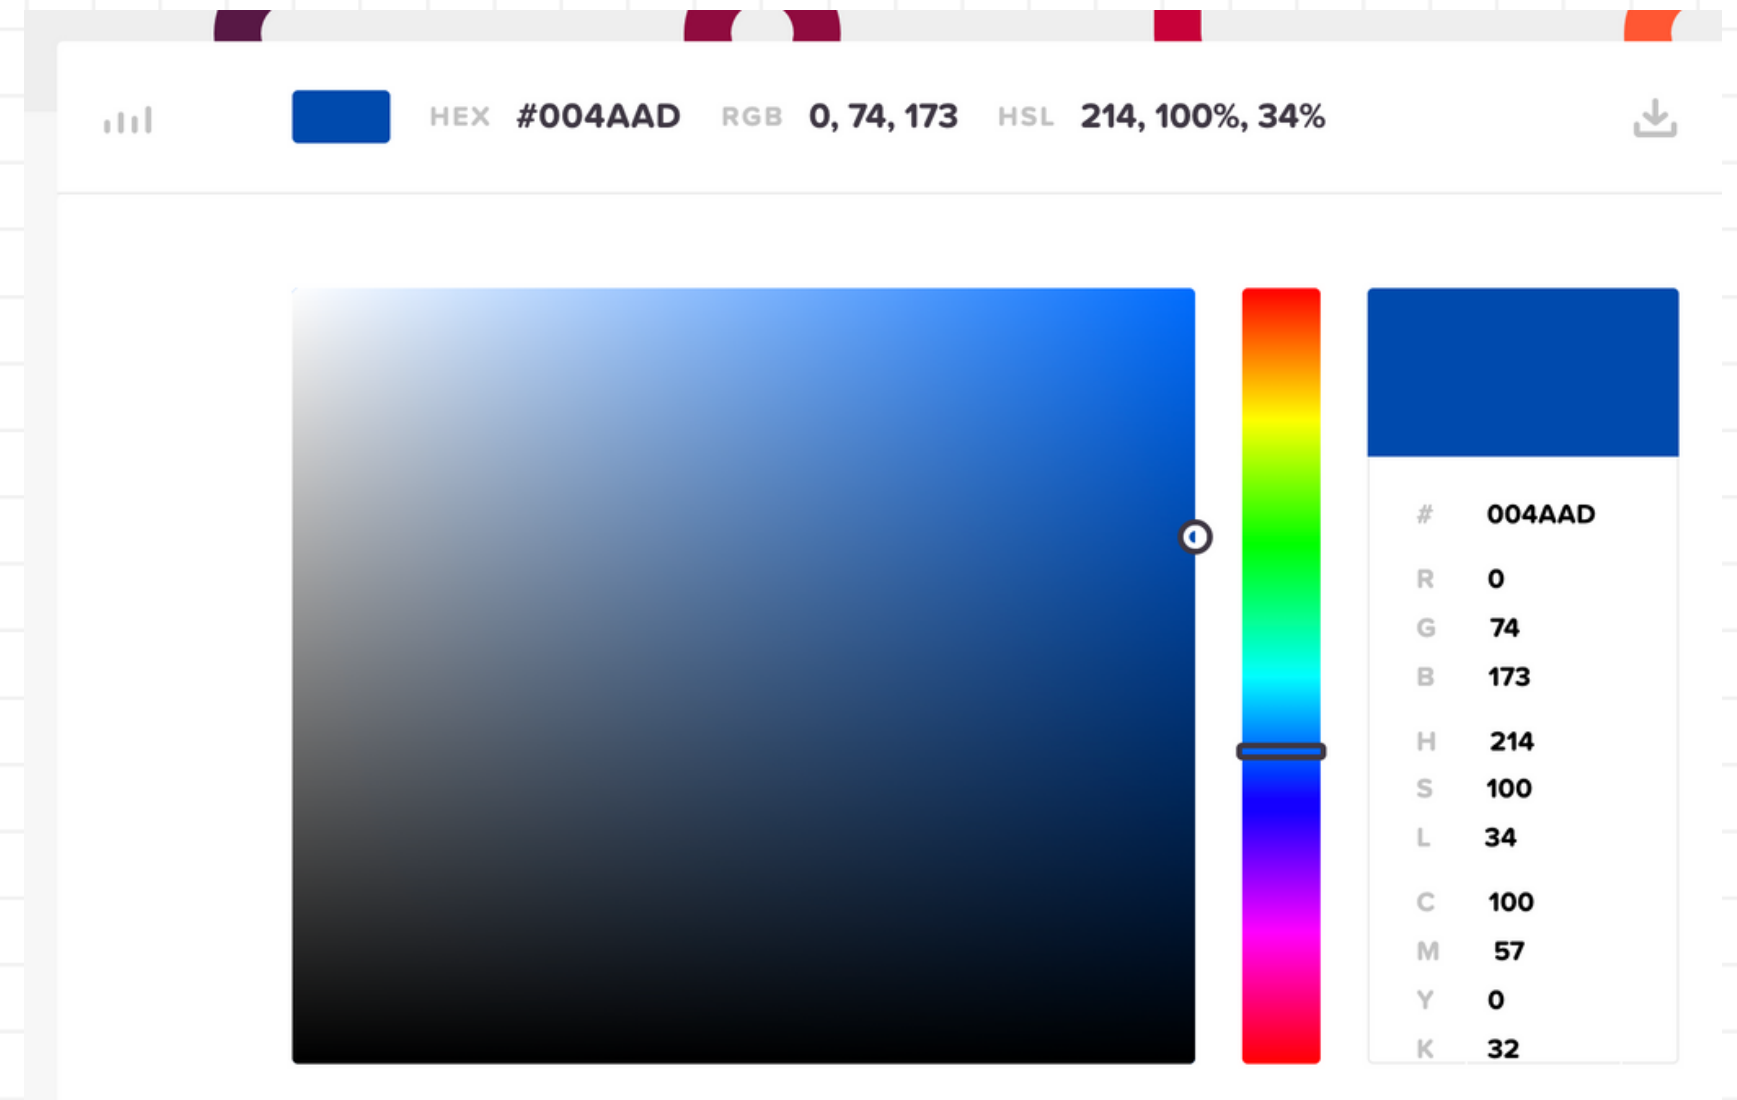 HEX #004AAD RGB 0, 74, 173 HSL 214, 100%, 34%
# 004AAD
R 0
G 74
B 173
H 214
S 100
L 34
C 100
M 57
Y 0
K 32